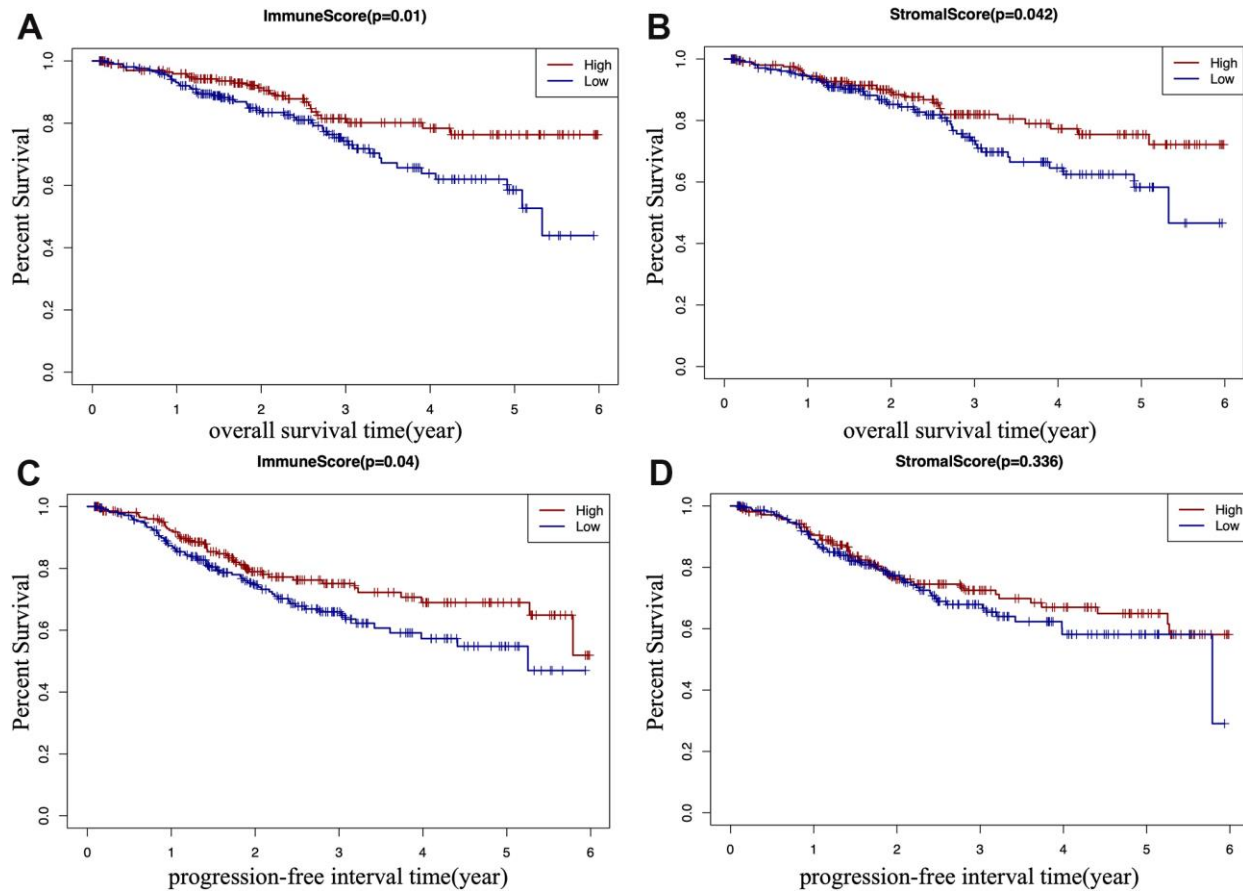 A
ImmuneScore(p=0.01)
High
Low
Percent Survival
1.0
0.8
0.6
0.4
0.2
0.0
0 1 2 3 4 5 6
overall survival time(year)
B
StromalScore(p=0.042)
High
Low
Percent Survival
1.0
0.8
0.6
0.4
0.2
0.0
0 1 2 3 4 5 6
overall survival time(year)
C
ImmuneScore(p=0.04)
High
Low
Percent Survival
1.0
0.8
0.6
0.4
0.2
0.0
0 1 2 3 4 5 6
progression-free interval time(year)
D
StromalScore(p=0.336)
High
Low
Percent Survival
1.0
0.8
0.6
0.4
0.2
0.0
0 1 2 3 4 5 6
progression-free interval time(year)